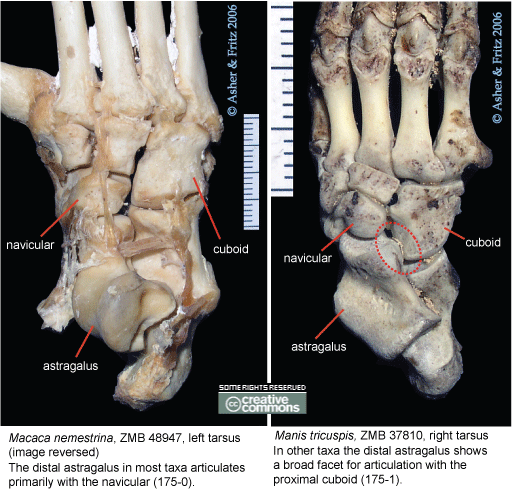 © Asher & Fritz 2006
navicular
cuboid
astragalus
© Asher & Fritz 2006
navicular
cuboid
astragalus
SOME RIGHTS RESERVED
cc creative
commons
Macaca nemestrina, ZMB 48947, left tarsus
(image reversed)
The distal astragalus in most taxa articulates
primarily with the navicular (175-0).
Manis tricuspis, ZMB 37810, right tarsus
In other taxa the distal astragalus shows
a broad facet for articulation with the
proximal cuboid (175-1).